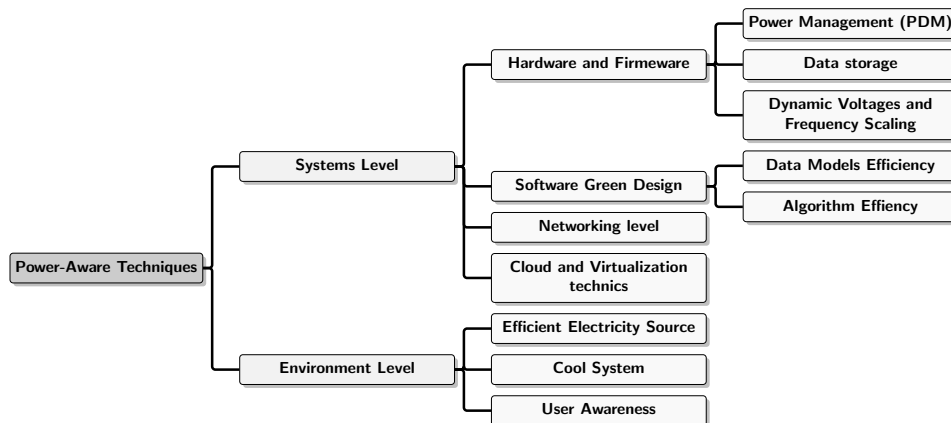 Power-Aware Techniques
Systems Level
Hardware and Firmeware
Power Management (PDM)
Data storage
Dynamic Voltages and
Frequency Scaling
Software Green Design
Data Models Efficiency
Algorithm Effiency
Networking level
Cloud and Virtualization
technics
Environment Level
Efficient Electricity Source
Cool System
User Awareness